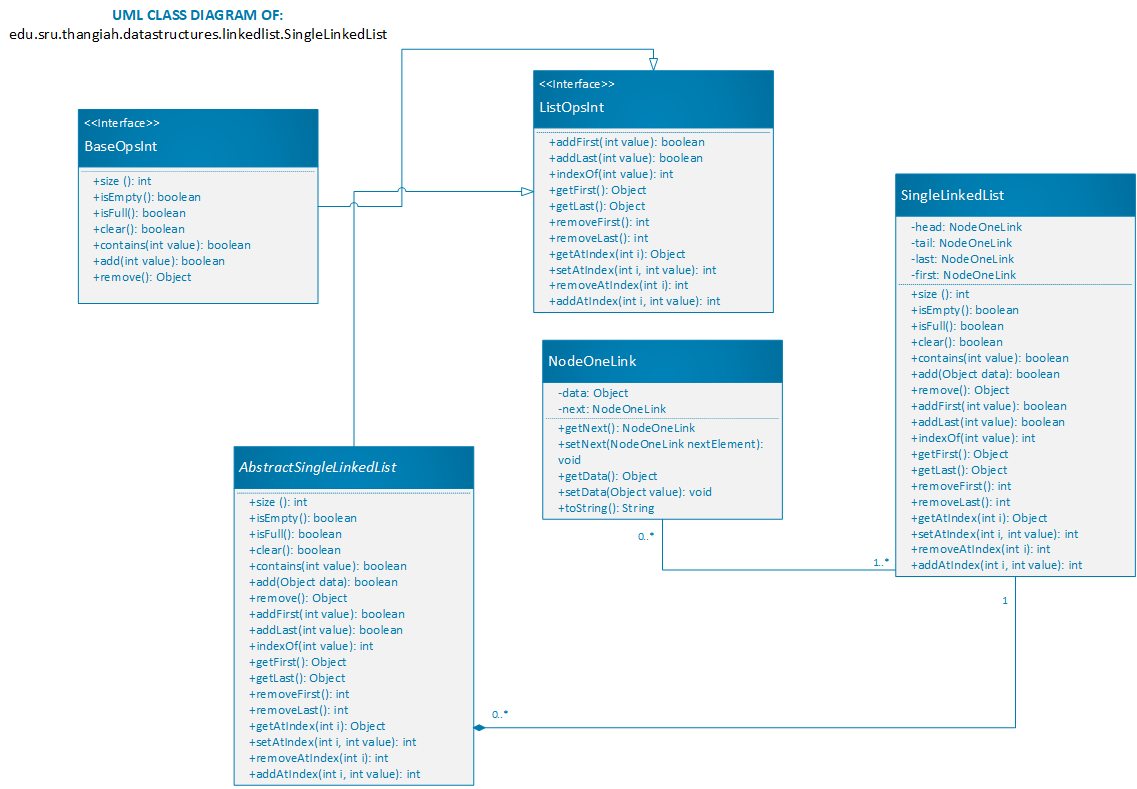 UML CLASS DIAGRAM OF:
edu.sru.thangiah.datastructures.linkedlist.SingleLinkedList
<<Interface>>
BaseOpsInt
+size (): int
+isEmpty(): boolean
+isFull(): boolean
+clear(): boolean
+contains(int value): boolean
+add(int value): boolean
+remove(): Object
<<Interface>>
ListOpsInt
+addFirst(int value): boolean
+addLast(int value): boolean
+indexOf(int value): int
+getFirst(): Object
+getLast(): Object
+removeFirst(): int
+removeLast(): int
+getAtIndex(int i): Object
+setAtIndex(int i, int value): int
+removeAtIndex(int i): int
+addAtIndex(int i, int value): int
SingleLinkedList
-head: NodeOneLink
-tail: NodeOneLink
-last: NodeOneLink
-first: NodeOneLink
+size (): int
+isEmpty(): boolean
+isFull(): boolean
+clear(): boolean
+contains(int value): boolean
+add(Object data): boolean
+remove(): Object
+addFirst(int value): boolean
+addLast(int value): boolean
+indexOf(int value): int
+getFirst(): Object
+getLast(): Object
+removeFirst(): int
+removeLast(): int
+getAtIndex(int i): Object
+setAtIndex(int i, int value): int
+removeAtIndex(int i): int
+addAtIndex(int i, int value): int
NodeOneLink
-data: Object
-next: NodeOneLink
+getNext(): NodeOneLink
+setNext(NodeOneLink nextElement):
void
+getData(): Object
+setData(Object value): void
+toString(): String
0..*
1..*
1
AbstractSingleLinkedList
+size (): int
+isEmpty(): boolean
+isFull(): boolean
+clear(): boolean
+contains(int value): boolean
+add(Object data): boolean
+remove(): Object
+addFirst(int value): boolean
+addLast(int value): boolean
+indexOf(int value): int
+getFirst(): Object
+getLast(): Object
+removeFirst(): int
+removeLast(): int
+getAtIndex(int i): Object
+setAtIndex(int i, int value): int
+removeAtIndex(int i): int
+addAtIndex(int i, int value): int
0..*